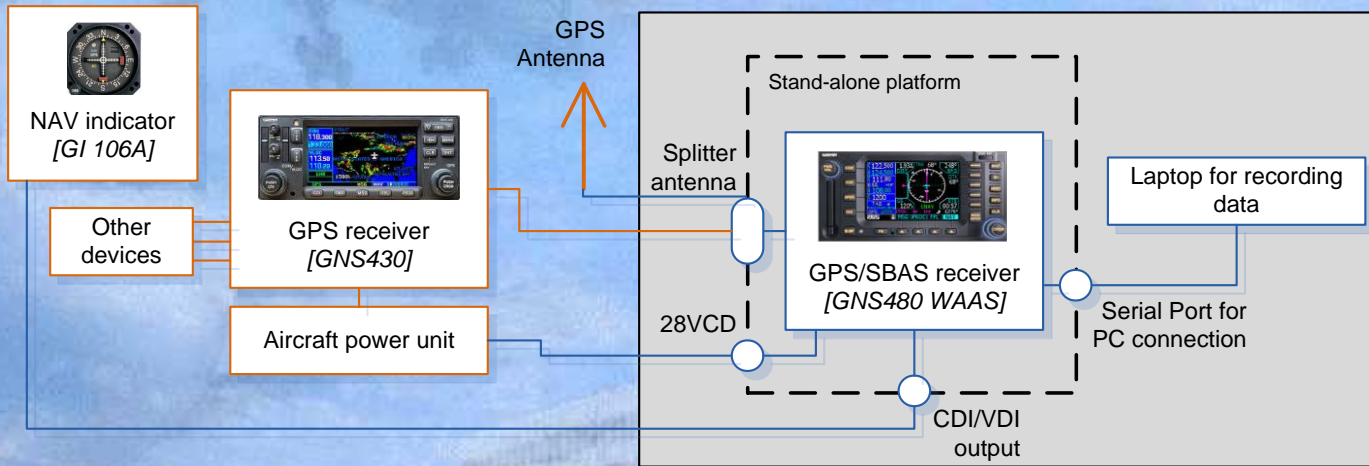 NAV indicator
[GI 106A]
Other
devices
GPS receiver
[GNS430]
Aircraft power unit
GPS
Antenna
Stand-alone platform
Splitter
antenna
GPS/SBAS receiver
[GNS480 WAAS]
28VCD
Laptop for recording
data
Serial Port for
PC connection
CDI/VDI
output